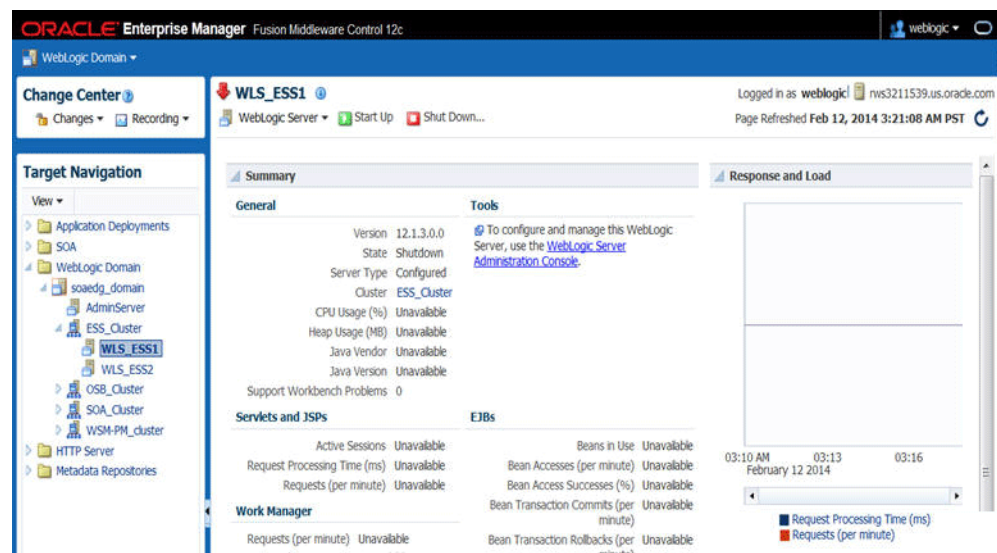 ORACLE Enterprise Manager Fusion Middleware Control 12c
weblogic
WebLogic Domain
Change Center
Changes
Recording
Target Navigation
View
Application Deployments
SOA
WebLogic Domain
soaedg_domain
AdminServer
ESS_Cluster
WLS_ESS1
WLS_ESS2
OSB_Cluster
SOA_Cluster
WSM-PM_cluster
HTTP Server
Metadata Repositories
WLS_ESS1
WebLogic Server
Start Up
Shut Down...
Logged in as weblogic
rws3211539.us.oracle.com
Page Refreshed Feb 12, 2014 3:21:08 AM PST
Summary
General
Version 12.1.3.0.0
State Shutdown
Server Type Configured
Cluster ESS_Cluster
CPU Usage (%) Unavailable
Heap Usage (MB) Unavailable
Java Vendor Unavailable
Java Version Unavailable
Support Workbench Problems 0
Servlets and JSPs
Active Sessions Unavailable
Request Processing Time (ms) Unavailable
Requests (per minute) Unavailable
Work Manager
Requests (per minute) Unavailable
Tools
To configure and manage this WebLogic
Server, use the WebLogic Server
Administration Console.
EJBs
Beans in Use Unavailable
Bean Accesses (per minute) Unavailable
Bean Access Successes (%) Unavailable
Bean Transaction Commits (per Unavailable
minute)
Bean Transaction Rollbacks (per Unavailable
Response and Load
03:10 AM 03:13 03:16
February 12 2014
Request Processing Time (ms)
Requests (per minute)